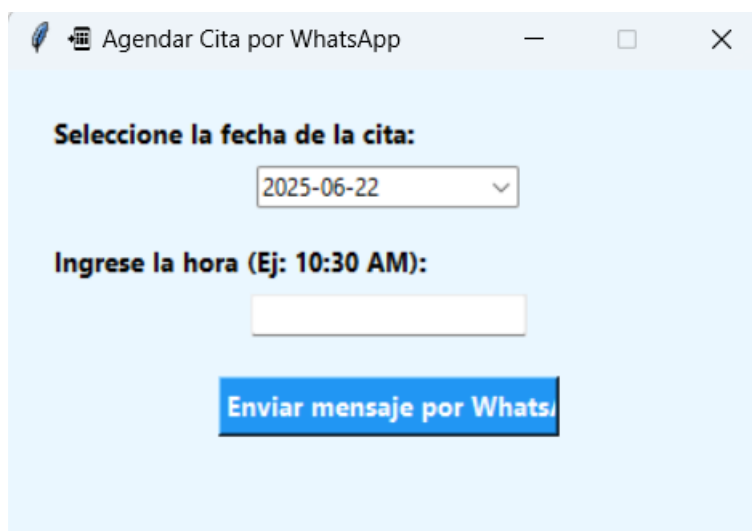 Agendar Cita por WhatsApp
Seleccione la fecha de la cita:
2025-06-22
Ingrese la hora (Ej: 10:30 AM):
Enviar mensaje por Whats